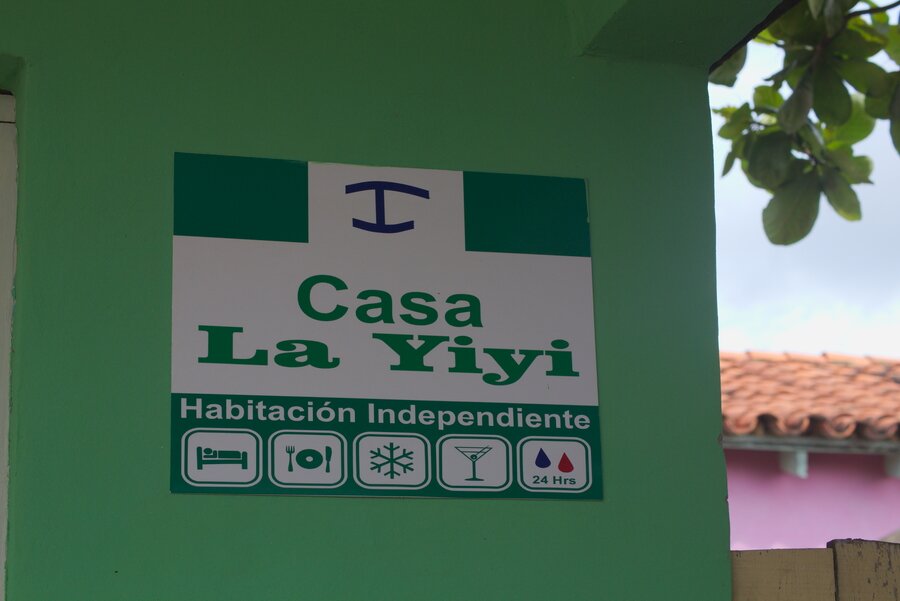 Casa
La Yiyi
Habitación Independiente
24 Hrs